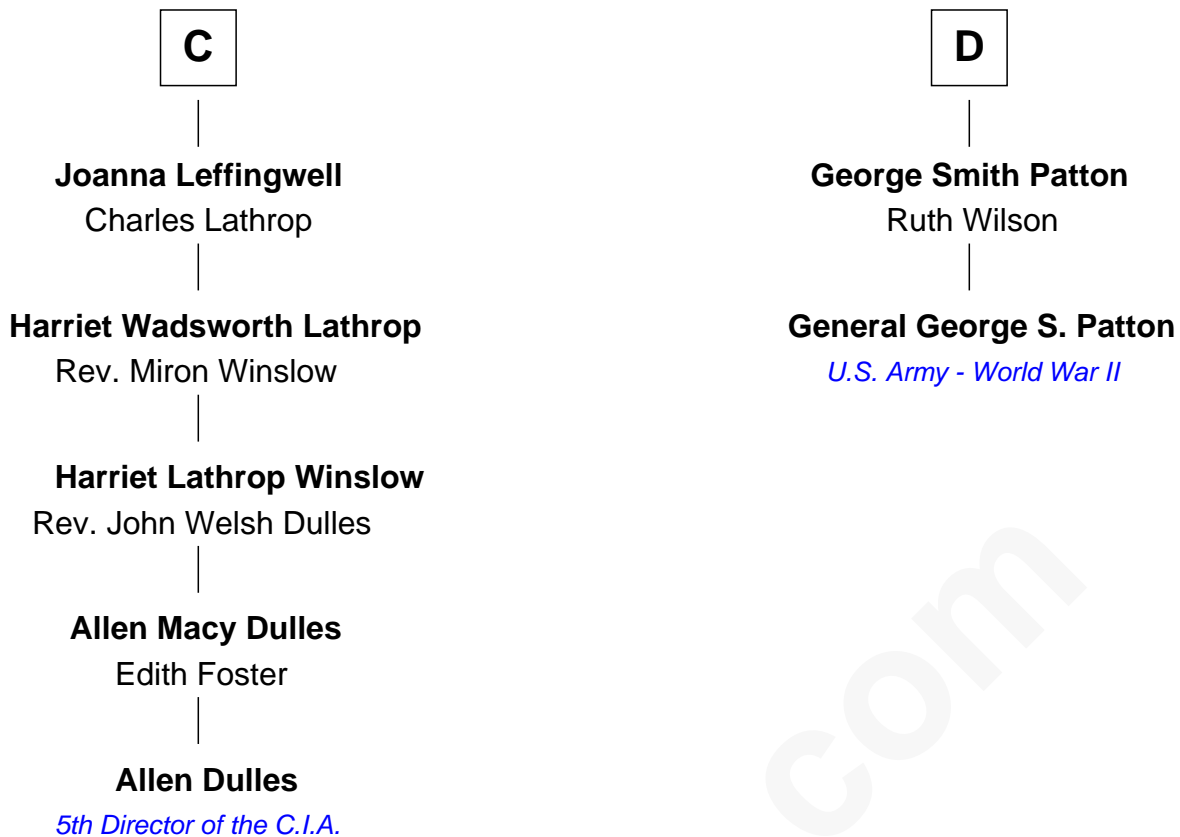 C
Joanna Leffingwell
Charles Lathrop
Harriet Wadsworth Lathrop
Rev. Miron Winslow
Harriet Lathrop Winslow
Rev. John Welsh Dulles
Allen Macy Dulles
Edith Foster
Allen Dulles
5th Director of the C.I.A.
D
George Smith Patton
Ruth Wilson
General George S. Patton
U.S. Army - World War II
com